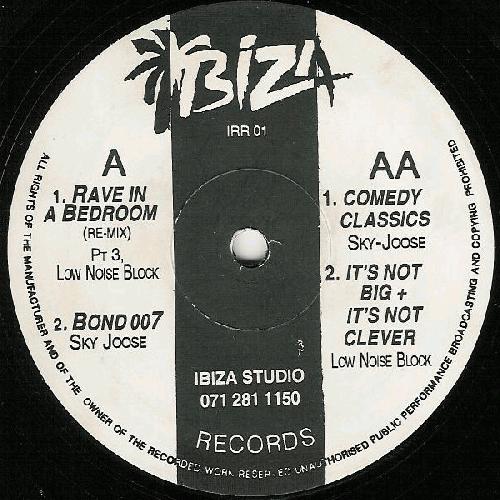 IBIZA
IRR 01
A
1. RAVE IN
A BEDROOM
(RE-MIX)
PT 3,
LOW NOISE BLOCK
2. BOND 007
SKY JOOSE
AA
1. COMEDY
CLASSICS
SKY-JOOSE
2. IT'S NOT
BIG +
IT'S NOT
CLEVER
LOW NOISE BLOCK
IBIZA STUDIO
071 281 1150
RECORDS
ALL RIGHTS OF THE MANUFACTURER AND OF THE OWNER OF THE RECORDED WORK RESERVED UNAUTHORISED PUBLIC PERFORMANCE BROADCASTING AND COPYING PROHIBITED